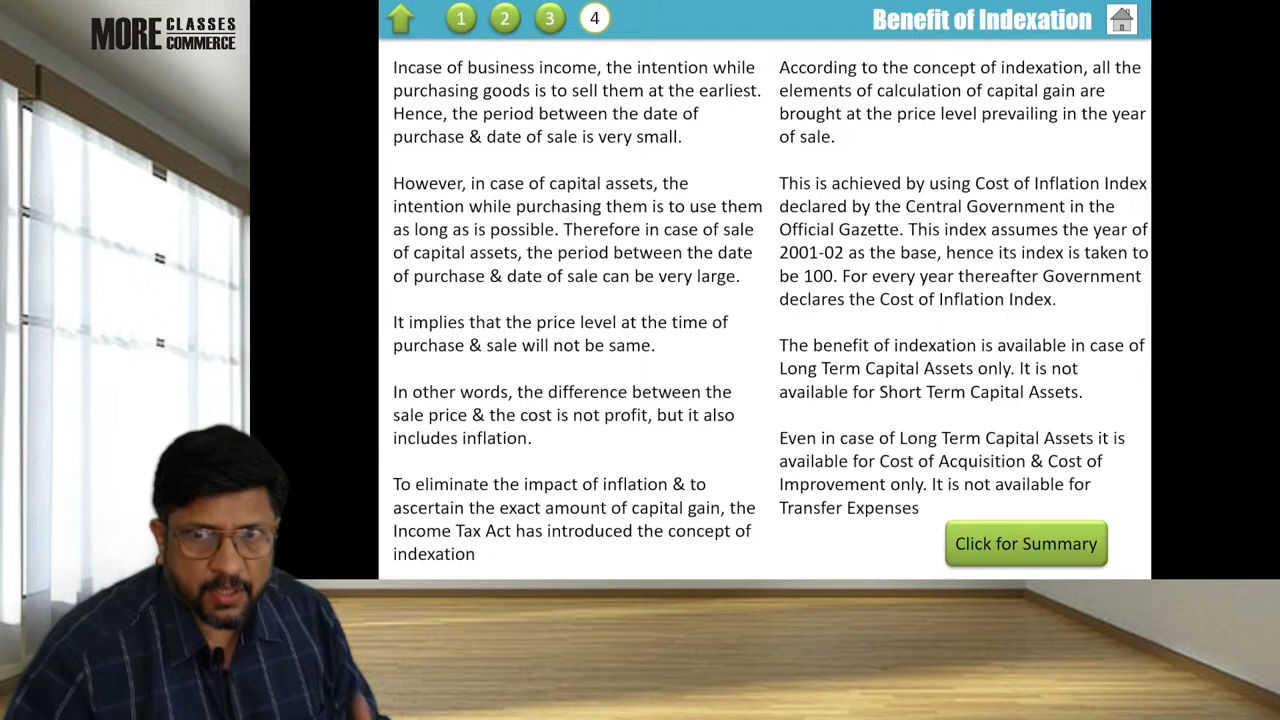 MORE CLASSES COMMERCE
1 2 3 4
Benefit of Indexation
Incase of business income, the intention while
purchasing goods is to sell them at the earliest.
Hence, the period between the date of
purchase & date of sale is very small.
However, in case of capital assets, the
intention while purchasing them is to use them
as long as is possible. Therefore in case of sale
of capital assets, the period between the date
of purchase & date of sale can be very large.
It implies that the price level at the time of
purchase & sale will not be same.
In other words, the difference between the
sale price & the cost is not profit, but it also
includes inflation.
To eliminate the impact of inflation & to
ascertain the exact amount of capital gain, the
Income Tax Act has introduced the concept of
indexation
According to the concept of indexation, all the
elements of calculation of capital gain are
brought at the price level prevailing in the year
of sale.
This is achieved by using Cost of Inflation Index
declared by the Central Government in the
Official Gazette. This index assumes the year of
2001-02 as the base, hence its index is taken to
be 100. For every year thereafter Government
declares the Cost of Inflation Index.
The benefit of indexation is available in case of
Long Term Capital Assets only. It is not
available for Short Term Capital Assets.
Even in case of Long Term Capital Assets it is
available for Cost of Acquisition & Cost of
Improvement only. It is not available for
Transfer Expenses
Click for Summary